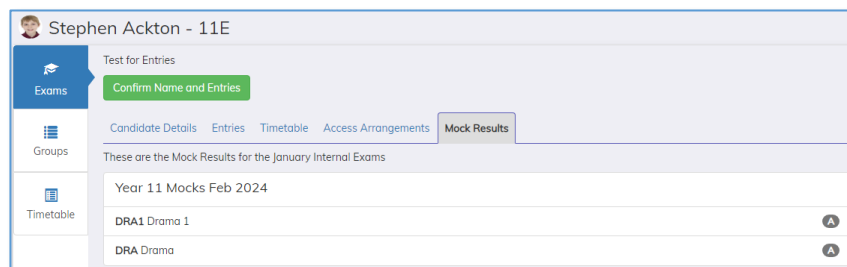 Stephen Ackton - 11E
Exams
Groups
Timetable
Test for Entries
Confirm Name and Entries
Candidate Details Entries Timetable Access Arrangements Mock Results
These are the Mock Results for the January Internal Exams
Year 11 Mocks Feb 2024
DRA1 Drama 1 A
DRA Drama A